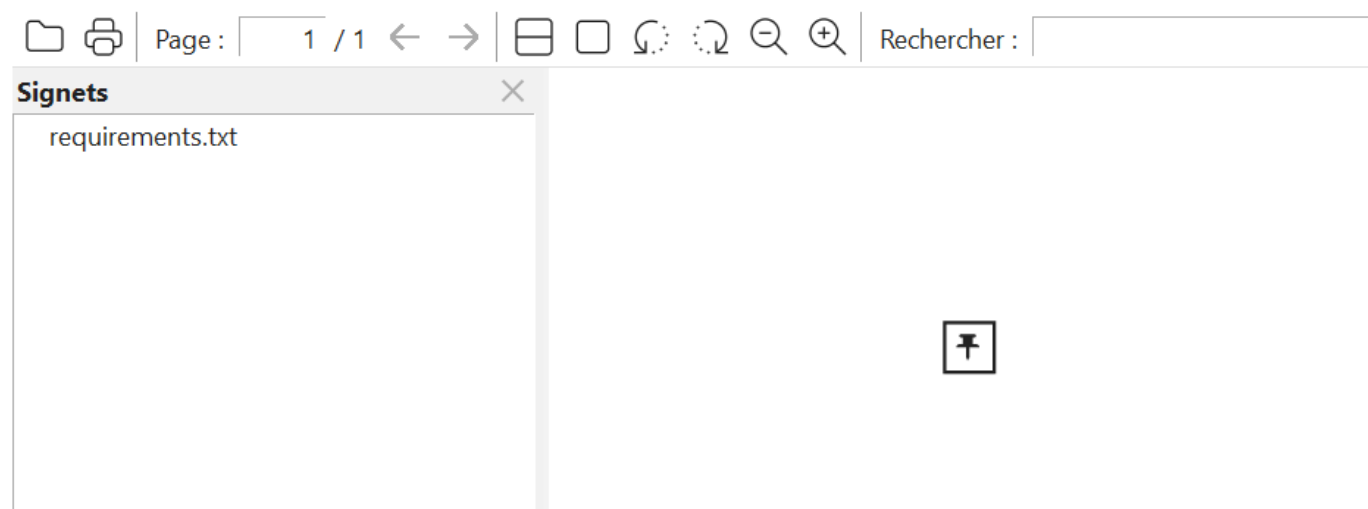 Page : 1 / 1 Rechercher :
Signets
requirements.txt